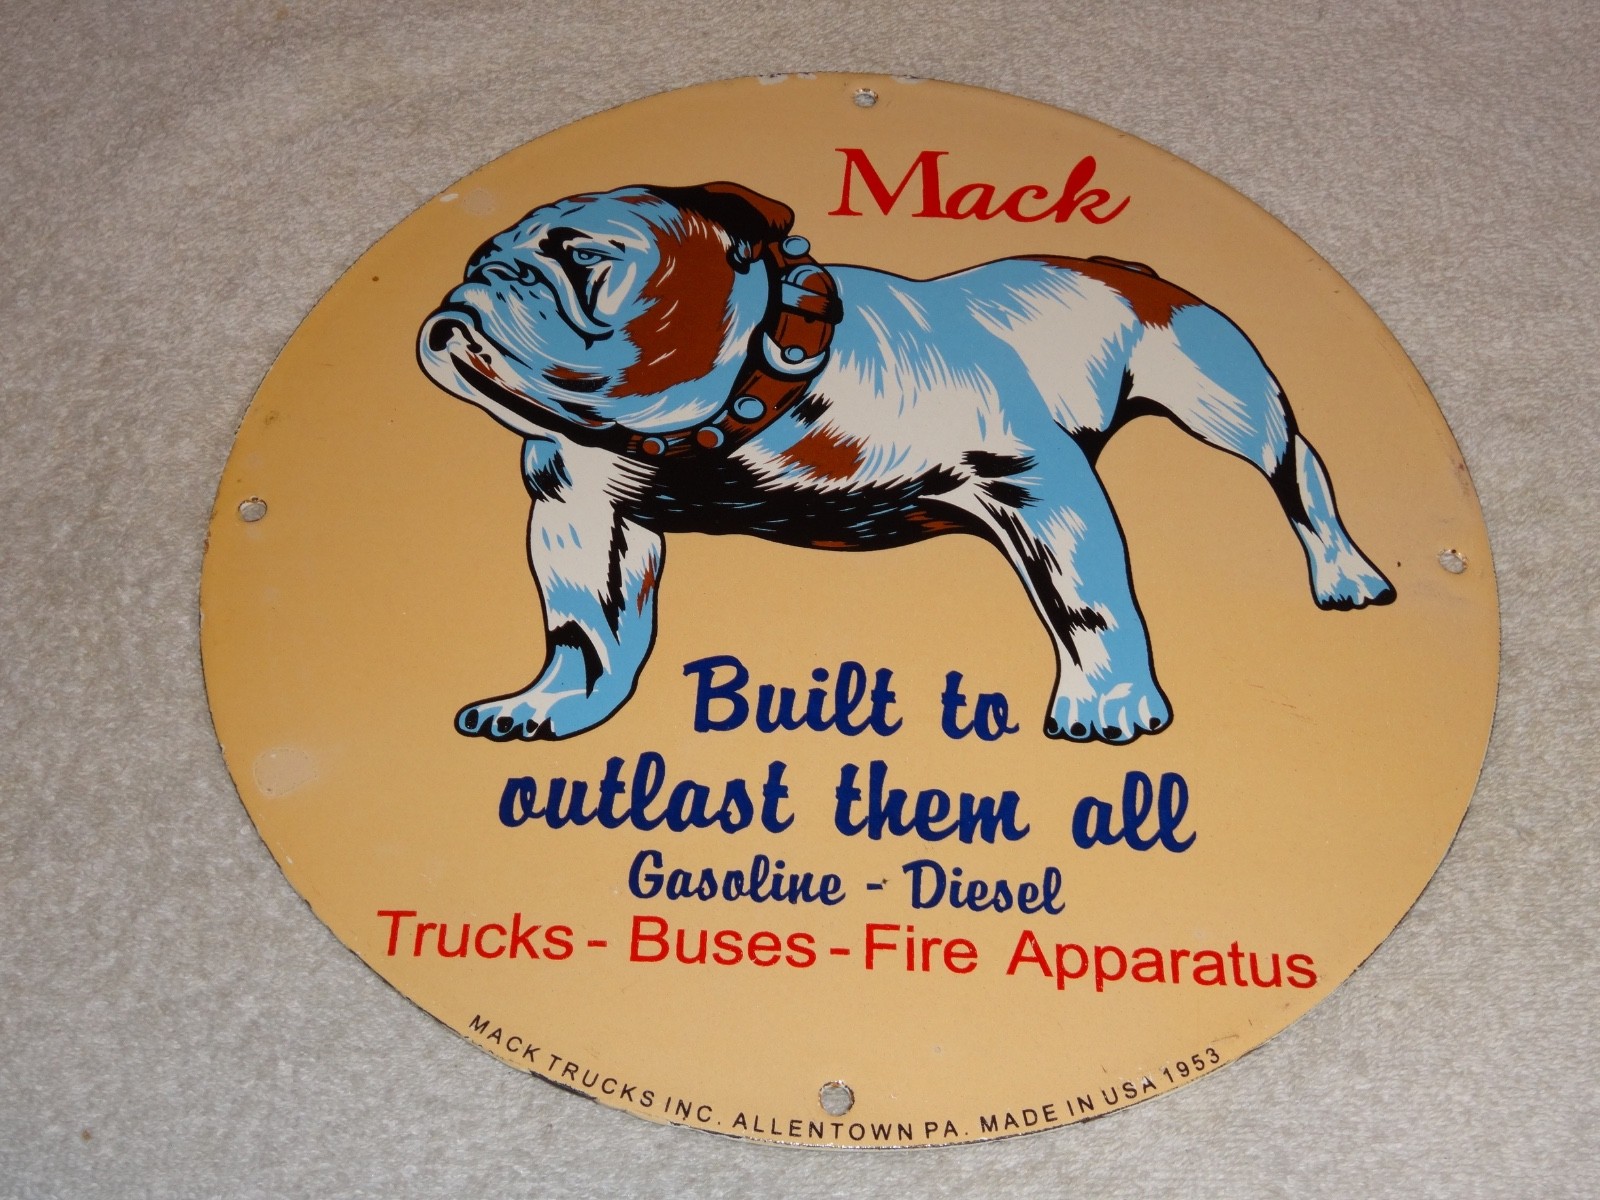 Mack
Built to
outlast them all
Gasoline - Diesel
Trucks - Buses - Fire Apparatus
MACK TRUCKS INC. ALLENTOWN PA. MADE IN USA 1953